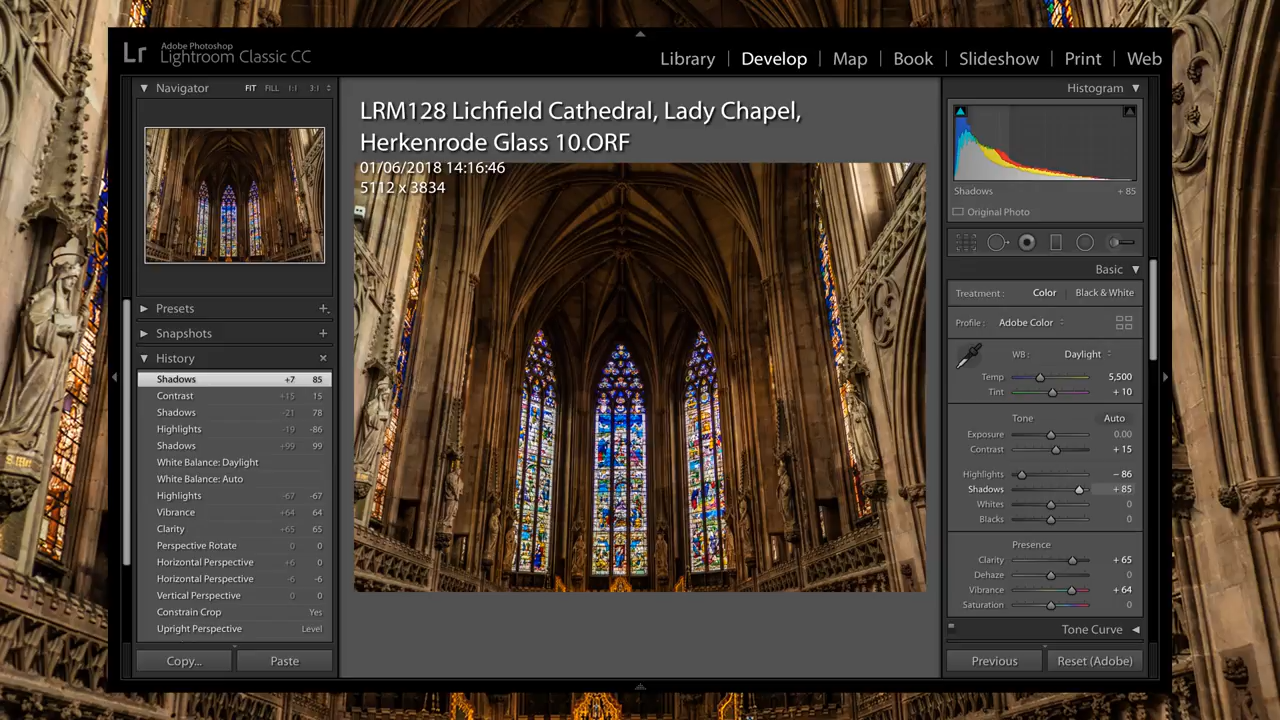 Lr
Adobe Photoshop
Lightroom Classic CC
Library | Develop | Map | Book | Slideshow | Print | Web
Navigator FIT FILL 1:1 3:1
Presets
Snapshots
History
Shadows +7 85
Contrast +15 15
Shadows -21 78
Highlights -19 -86
Shadows +99 99
White Balance: Daylight
White Balance: Auto
Highlights -67 -67
Vibrance +64 64
Clarity +65 65
Perspective Rotate 0 0
Horizontal Perspective +6 0
Horizontal Perspective -6 -6
Vertical Perspective 0 0
Constrain Crop Yes
Upright Perspective Level
Copy... Paste
LRM128 Lichfield Cathedral, Lady Chapel,
Herkenrode Glass 10.ORF
01/06/2018 14:16:46
5112 x 3834
Histogram
Shadows + 85
Original Photo
Basic
Treatment : Color | Black & White
Profile : Adobe Color
WB : Daylight
Temp 5,500
Tint + 10
Tone Auto
Exposure 0.00
Contrast + 15
Highlights − 86
Shadows + 85
Whites 0
Blacks 0
Presence
Clarity + 65
Dehaze 0
Vibrance + 64
Saturation 0
Tone Curve
Previous Reset (Adobe)